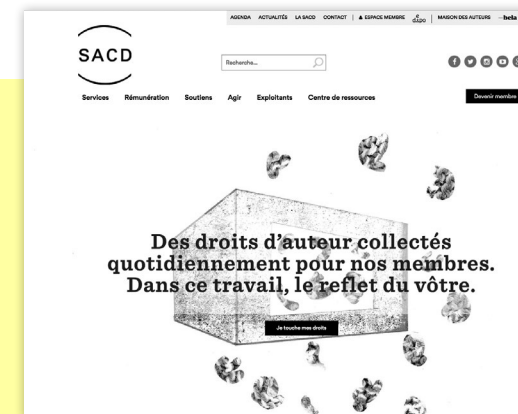 AGENDA ACTUALITÉS LA SACD CONTACT | ESPACE MEMBRE | MAISON DES AUTEURS bela
SACD
Recherche...
Services Rémunération Soutiens Agir Exploitants Centre de ressources Devenir membre
Des droits d'auteur collectés
quotidiennement pour nos membres.
Dans ce travail, le reflet du vôtre.
Je touche mes droits